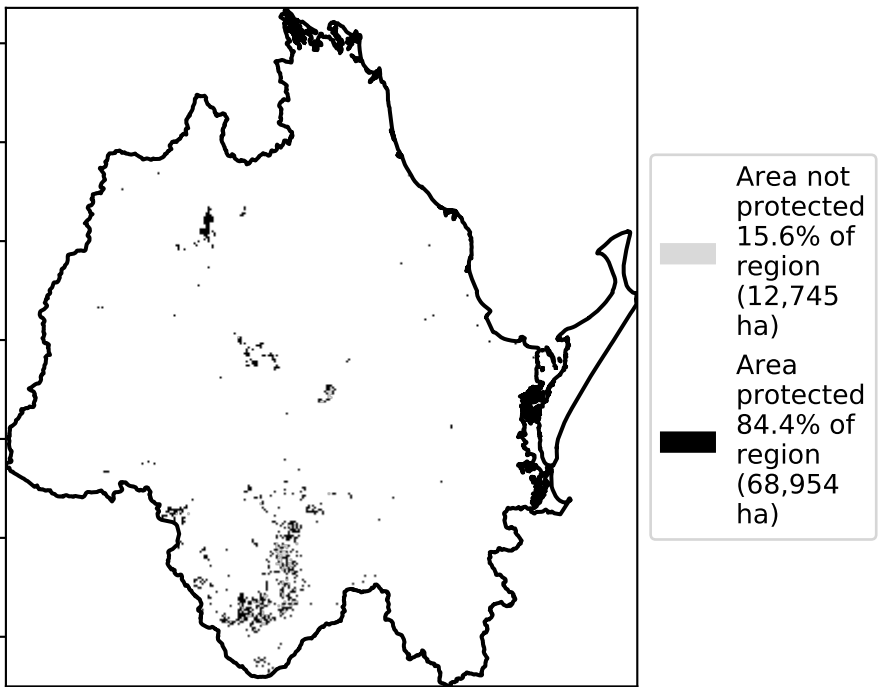 Area not
protected
15.6% of
region
(12,745
ha)
Area
protected
84.4% of
region
(68,954
ha)